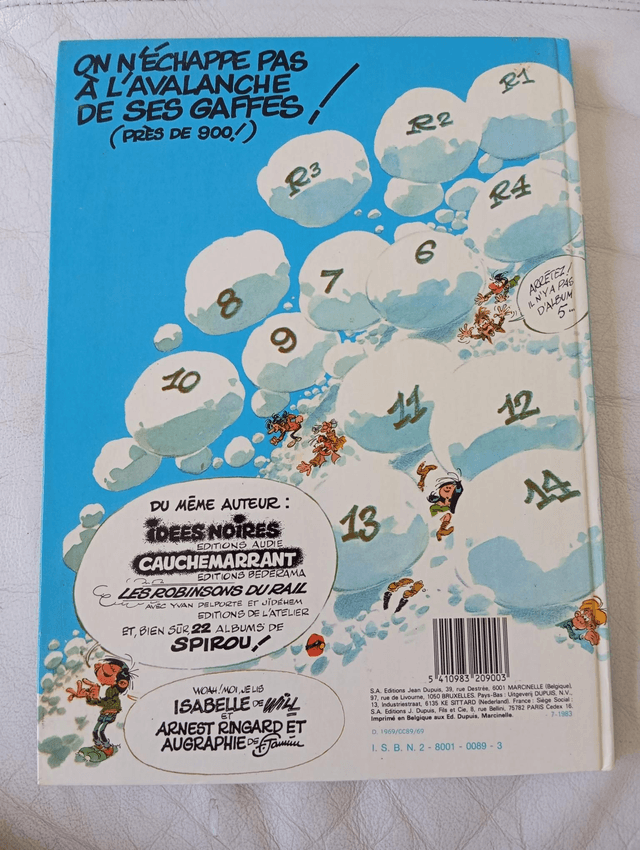 ON N'ÉCHAPPE PAS
À L'AVALANCHE
DE SES GAFFES!
(PRÈS DE 900!)
R1
R2
R3
R4
6
7
8
ARRÊTEZ!
IL N'Y A PAS
D'ALBUM
5...
9
10
11
12
13
14
DU MÊME AUTEUR:
IDEES NOIRES
EDITIONS AUDIE
CAUCHEMARRANT
EDITIONS BEDERAMA
LES ROBINSONS DU RAIL
AVEC YVAN DELPORTE ET JIDÉHEM
EDITIONS DE L'ATELIER
ET, BIEN SÛR 22 ALBUMS DE
SPIROU!
WOAH! MOI, JE LIS
ISABELLE DE Will
ET
ARNEST RINGARD ET
AUGRAPHIE DE F. Jannin
5 410983 209003
S.A. Editions Jean Dupuis, 39, rue Destrée, 6001 MARCINELLE (Belgique).
97, rue de Livourne, 1050 BRUXELLES. Pays-Bas: Uitgeverij DUPUIS, N.V.,
13, Industriestraat, 6135 KE SITTARD (Nederland). France: Siège Social:
S.A. Editions J. Dupuis, Fils et Cie, 8, rue Bellini, 75782 PARIS Cedex 16.
Imprimé en Belgique aux Ed. Dupuis, Marcinelle. 7-1983
D. 1969/0089/69
I. S. B. N. 2 - 8001 - 0089 - 3